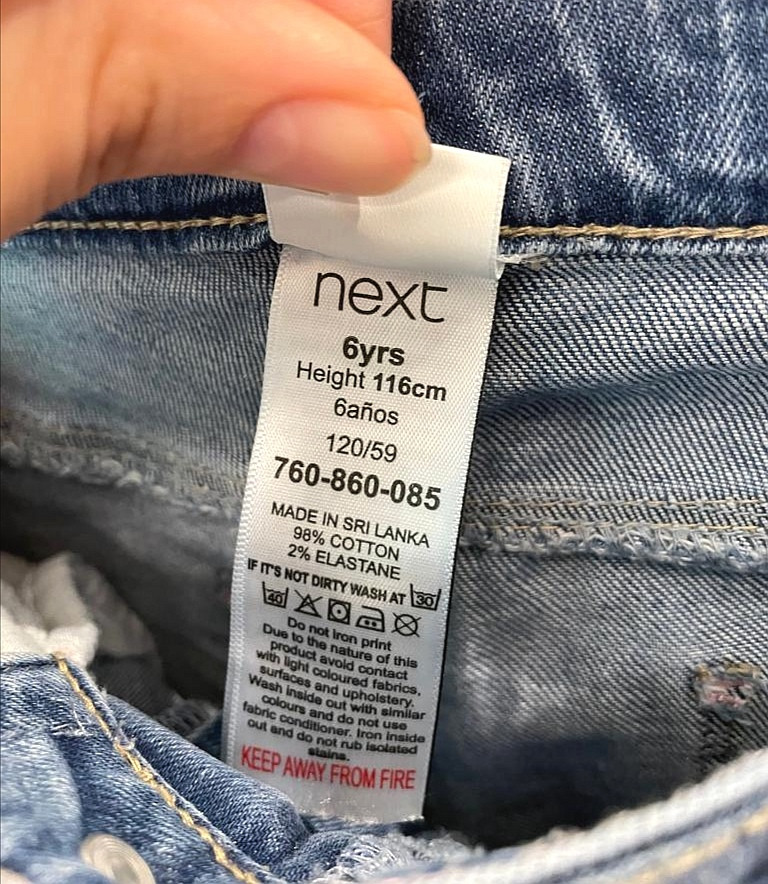 next
6yrs
Height 116cm
6años
120/59
760-860-085
MADE IN SRI LANKA
98% COTTON
2% ELASTANE
IF IT'S NOT DIRTY WASH AT 30
40
Do not Iron print
Due to the nature of this
product avoid contact
with light coloured fabrics,
surfaces and upholstery.
Wash inside out with similar
colours and do not use
fabric conditioner. Iron inside
out and do not rub isolated
stains.
KEEP AWAY FROM FIRE